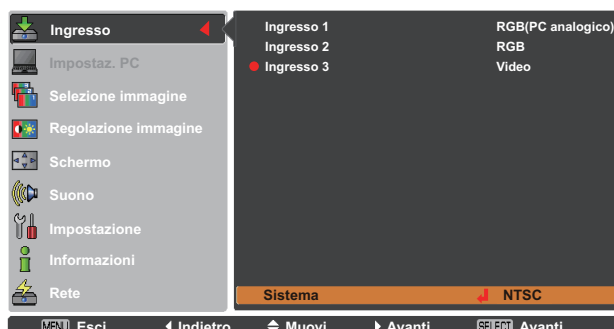 Ingresso
Impostaz. PC
Selezione immagine
Regolazione immagine
Schermo
Suono
Impostazione
Informazioni
Rete
Ingresso 1 RGB(PC analogico)
Ingresso 2 RGB
Ingresso 3 Video
Sistema NTSC
MENU Esci Indietro Muovi Avanti SELECT Avanti